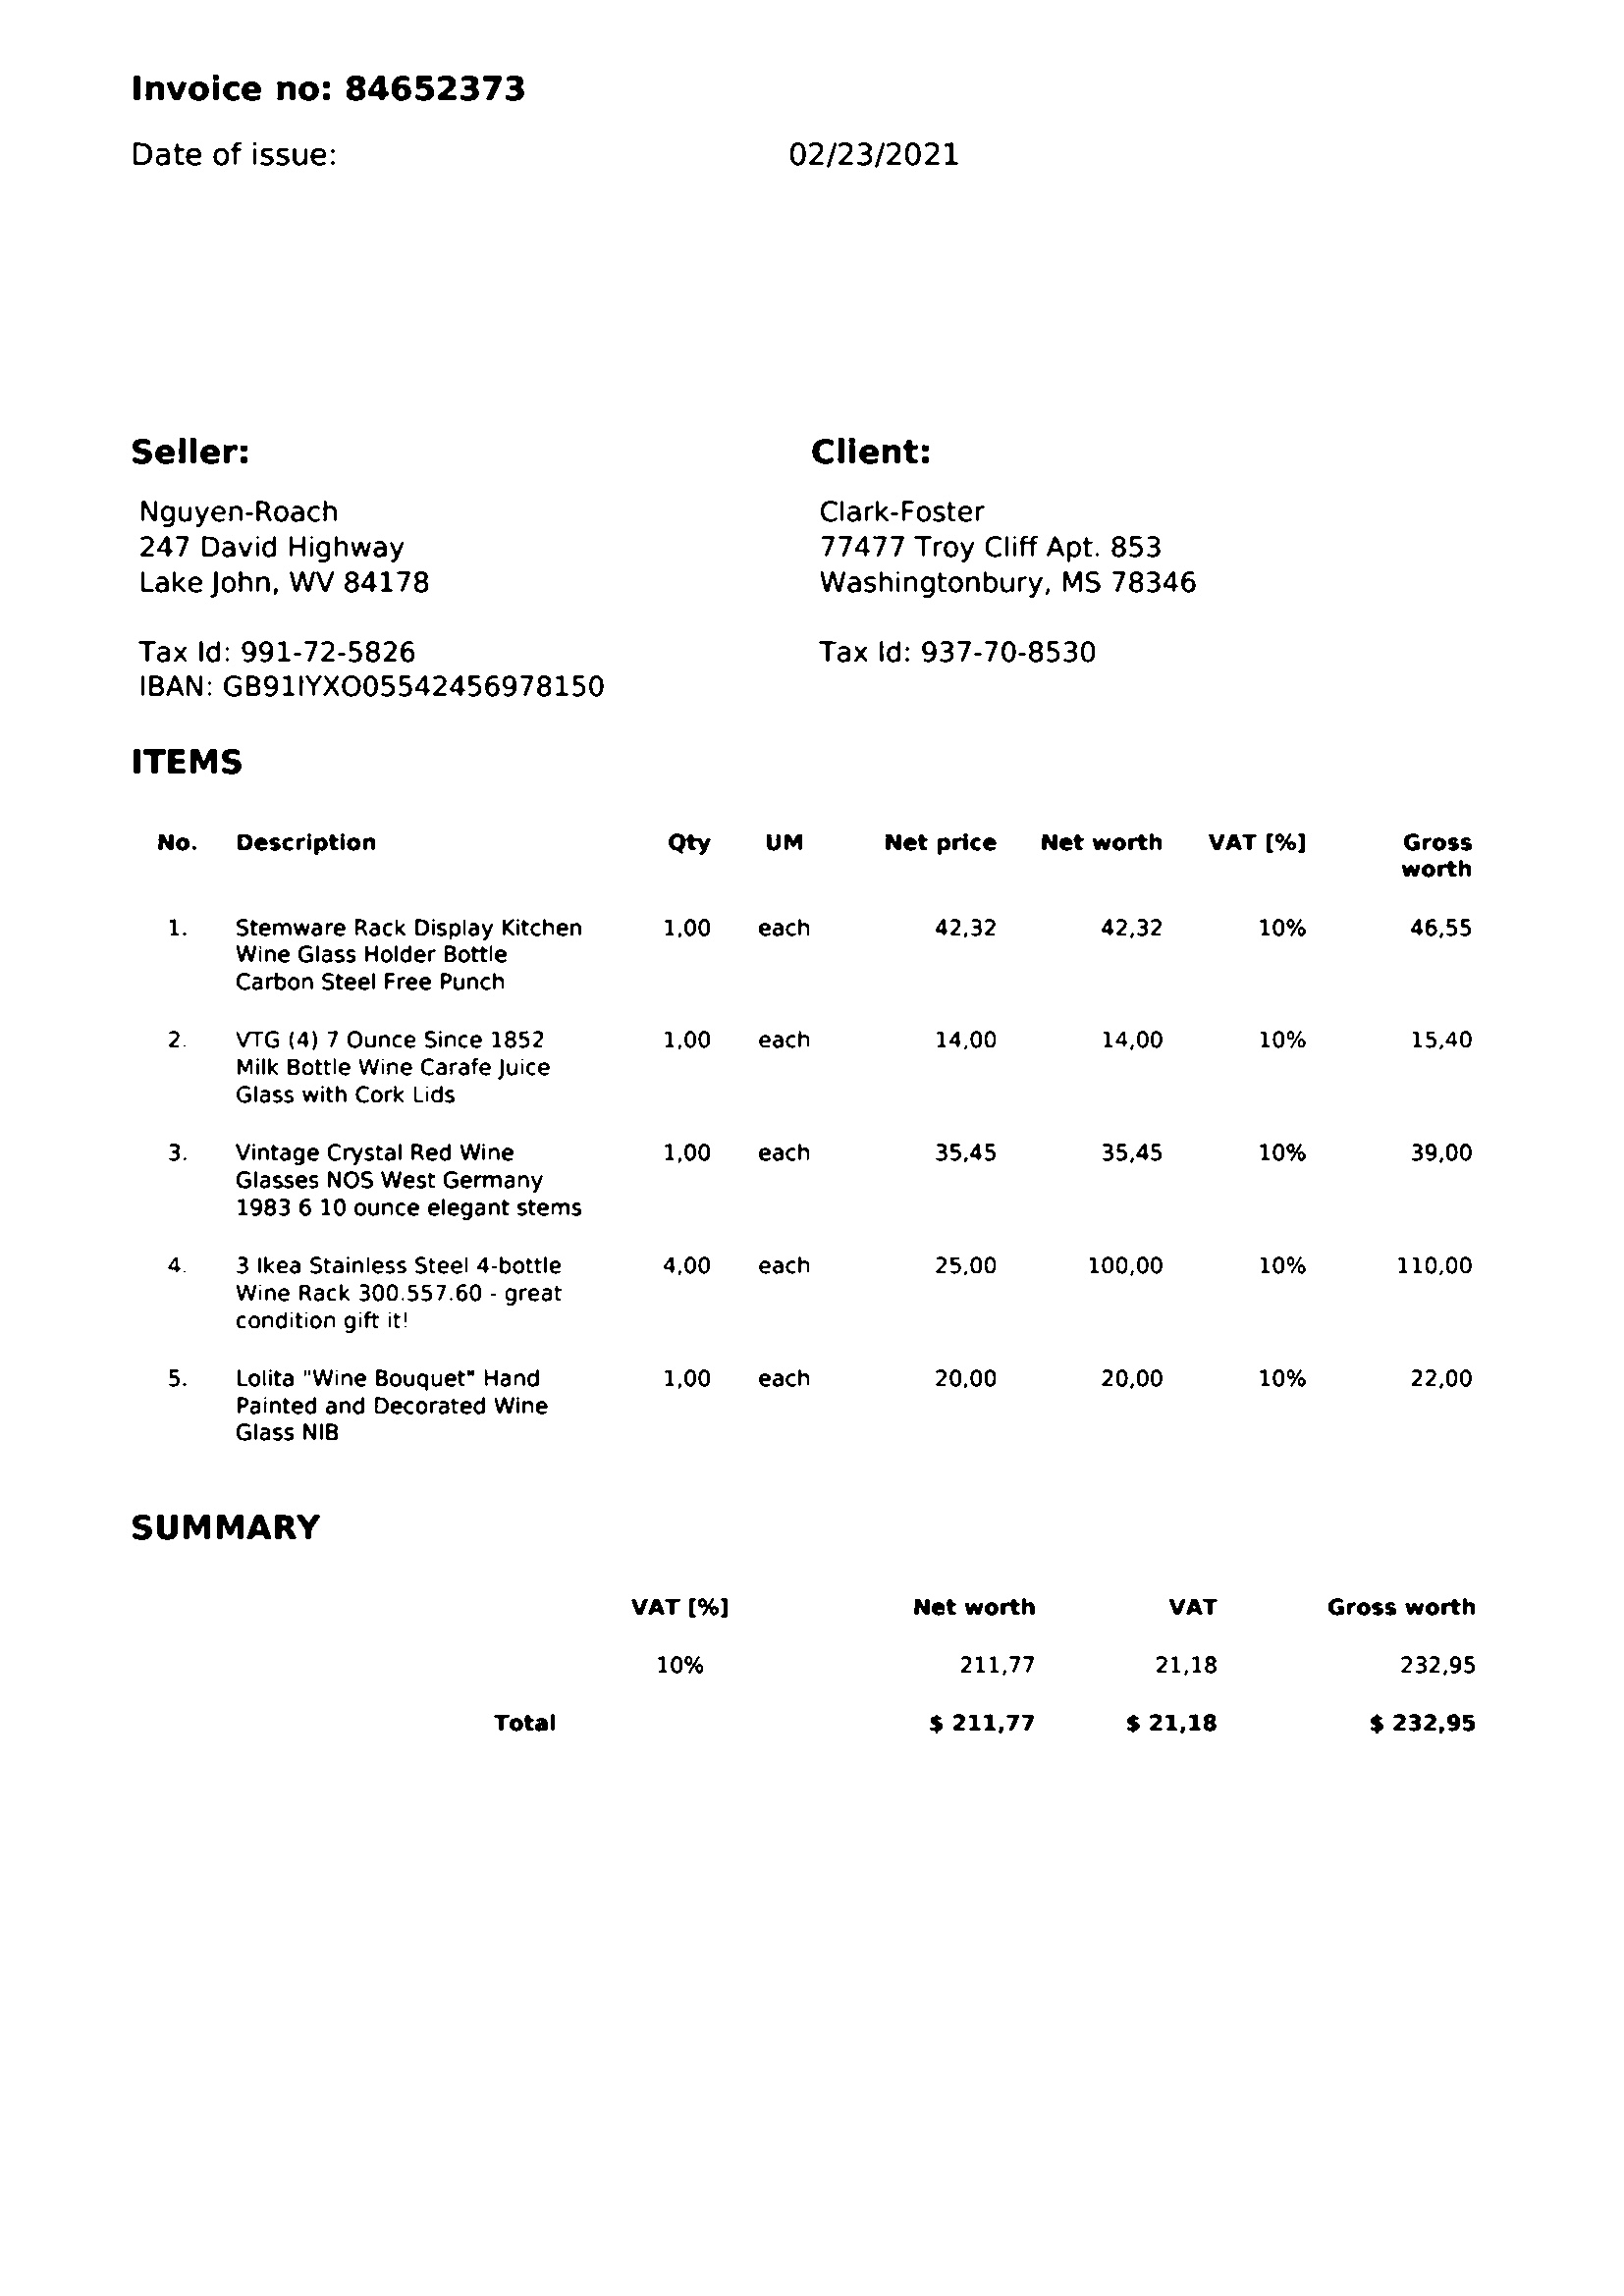 Invoice no: 84652373
Date of issue: 02/23/2021
Seller: Client:
Nguyen-Roach Clark-Foster
247 David Highway 77477 Troy Cliff Apt. 853
Lake John, WV 84178 Washingtonbury, MS 78346
Tax Id: 991-72-5826 Tax Id: 937-70-8530
IBAN: GB91IYXO05542456978150
ITEMS
No. Description Qty UM Net price Net worth VAT [%] Gross
worth
1. Stemware Rack Display Kitchen 1,00 each 42,32 42,32 10% 46,55
Wine Glass Holder Bottle
Carbon Steel Free Punch
2. VTG (4) 7 Ounce Since 1852 1,00 each 14,00 14,00 10% 15,40
Milk Bottle Wine Carafe Juice
Glass with Cork Lids
3. Vintage Crystal Red Wine 1,00 each 35,45 35,45 10% 39,00
Glasses NOS West Germany
1983 6 10 ounce elegant stems
4. 3 Ikea Stainless Steel 4-bottle 4,00 each 25,00 100,00 10% 110,00
Wine Rack 300.557.60 - great
condition gift it!
5. Lolita "Wine Bouquet" Hand 1,00 each 20,00 20,00 10% 22,00
Painted and Decorated Wine
Glass NIB
SUMMARY
VAT [%] Net worth VAT Gross worth
10% 211,77 21,18 232,95
Total $ 211,77 $ 21,18 $ 232,95